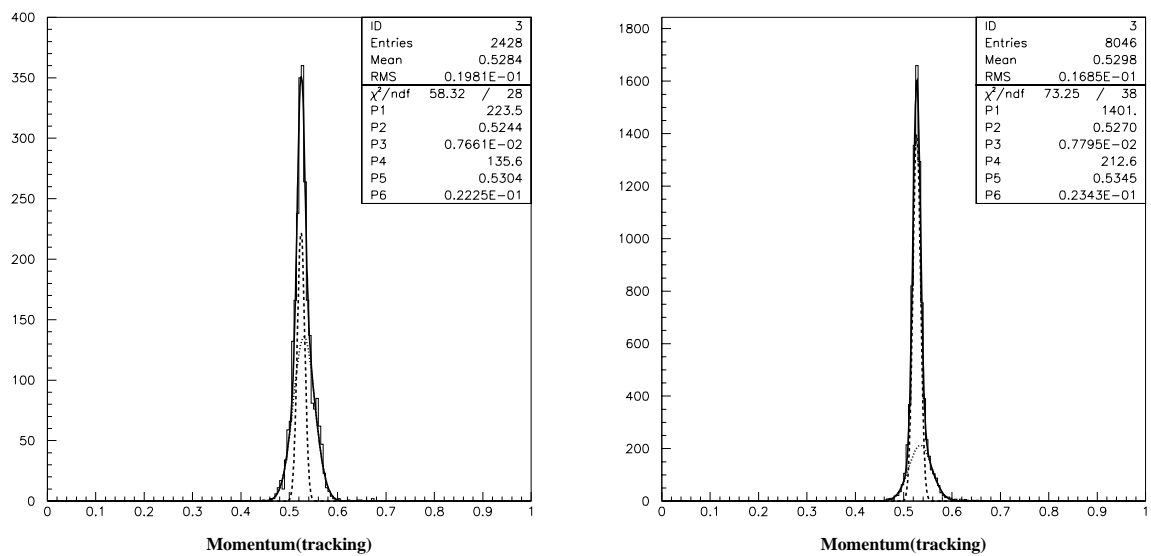 ID 3
Entries 2428
Mean 0.5284
RMS 0.1981E-01
χ²/ndf 58.32 / 28
P1 223.5
P2 0.5244
P3 0.7661E-02
P4 135.6
P5 0.5304
P6 0.2225E-01
400
350
300
250
200
150
100
50
0
0 0.1 0.2 0.3 0.4 0.5 0.6 0.7 0.8 0.9 1
Momentum(tracking)
ID 3
Entries 8046
Mean 0.5298
RMS 0.1685E-01
χ²/ndf 73.25 / 38
P1 1401.
P2 0.5270
P3 0.7795E-02
P4 212.6
P5 0.5345
P6 0.2343E-01
1800
1600
1400
1200
1000
800
600
400
200
0
0 0.1 0.2 0.3 0.4 0.5 0.6 0.7 0.8 0.9 1
Momentum(tracking)